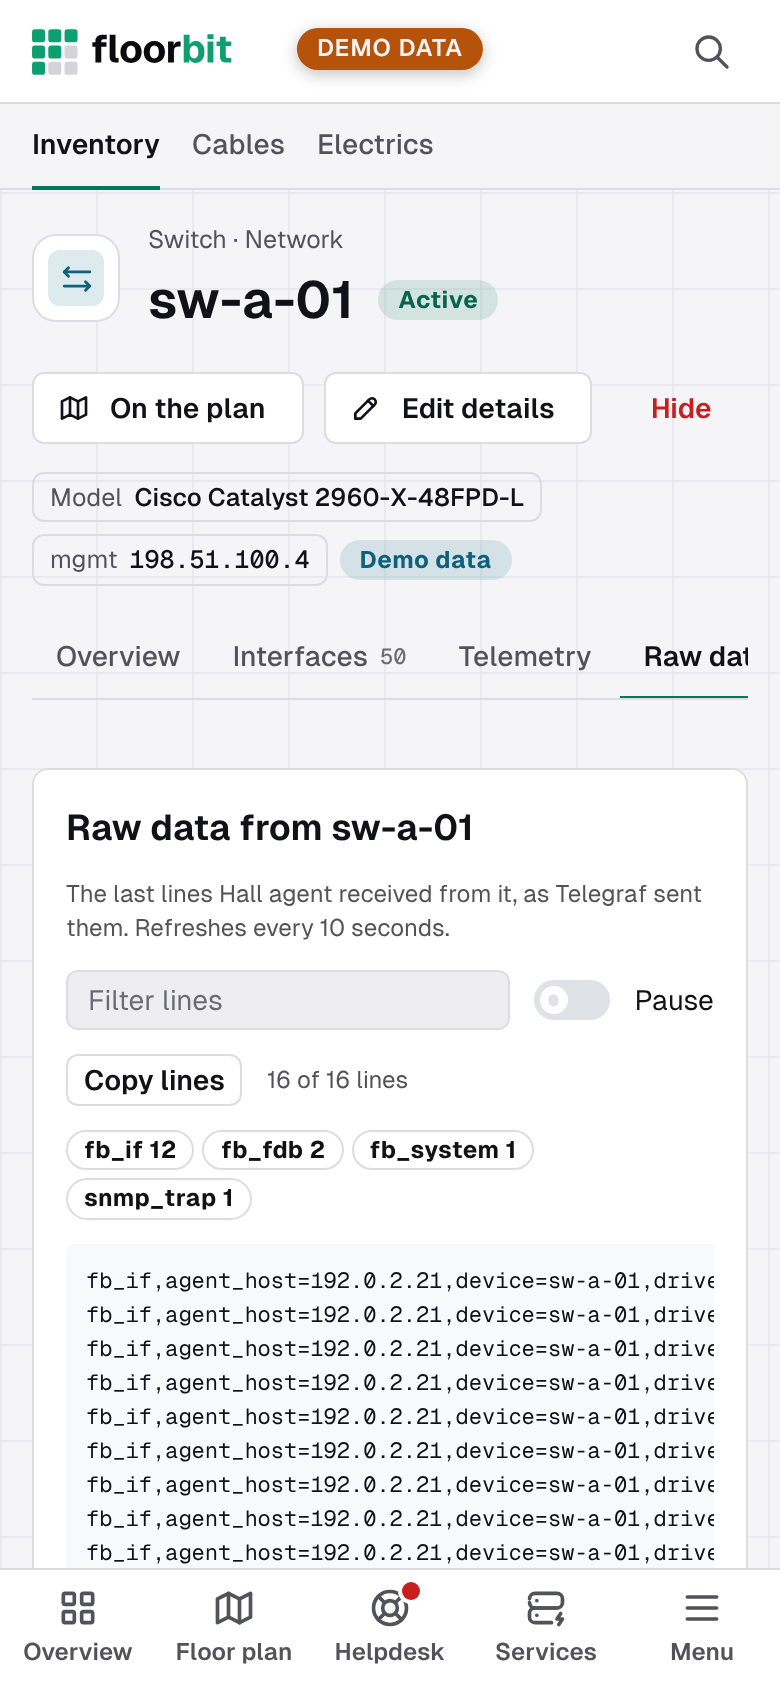 floorbit
DEMO DATA
Inventory Cables Electrics
Switch · Network
sw-a-01 Active
On the plan Edit details Hide
Model Cisco Catalyst 2960-X-48FPD-L
mgmt 198.51.100.4 Demo data
Overview Interfaces 50 Telemetry Raw dat
Raw data from sw-a-01
The last lines Hall agent received from it, as Telegraf sent
them. Refreshes every 10 seconds.
Filter lines Pause
Copy lines 16 of 16 lines
fb_if 12 fb_fdb 2 fb_system 1
snmp_trap 1
fb_if,agent_host=192.0.2.21,device=sw-a-01,drive
fb_if,agent_host=192.0.2.21,device=sw-a-01,drive
fb_if,agent_host=192.0.2.21,device=sw-a-01,drive
fb_if,agent_host=192.0.2.21,device=sw-a-01,drive
fb_if,agent_host=192.0.2.21,device=sw-a-01,drive
fb_if,agent_host=192.0.2.21,device=sw-a-01,drive
fb_if,agent_host=192.0.2.21,device=sw-a-01,drive
fb_if,agent_host=192.0.2.21,device=sw-a-01,drive
fb_if,agent_host=192.0.2.21,device=sw-a-01,drive
Overview Floor plan Helpdesk Services Menu